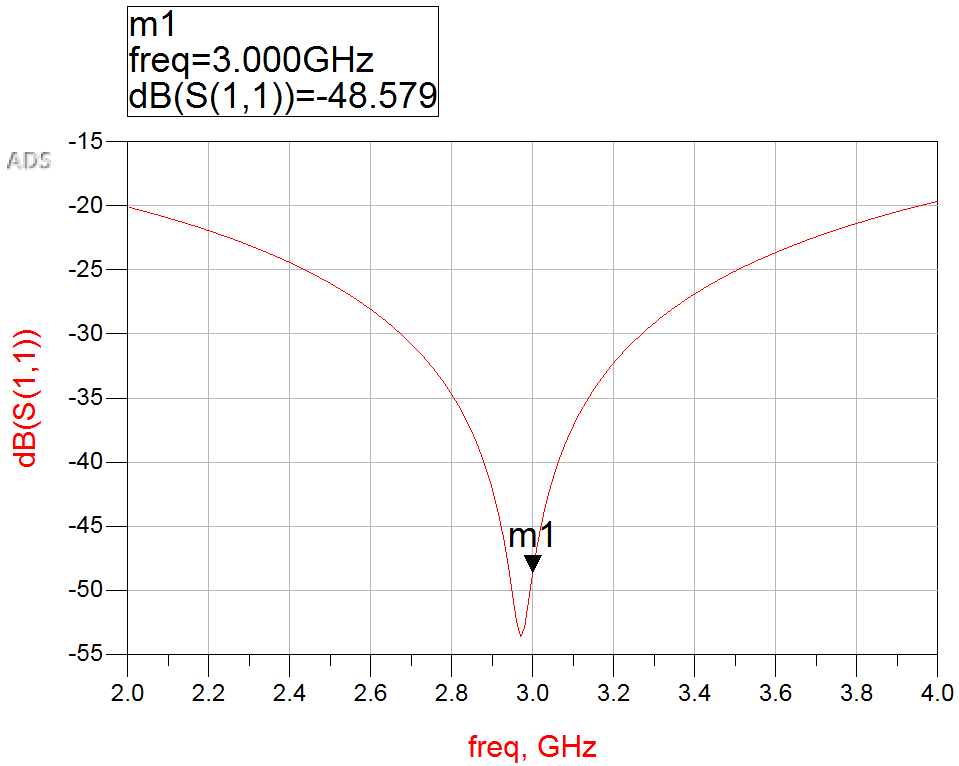 m1
freq=3.000GHz
dB(S(1,1))=-48.579
ADS
-15
-20
-25
-30
-35
-40
-45
-50
-55
dB(S(1,1))
m1
2.0 2.2 2.4 2.6 2.8 3.0 3.2 3.4 3.6 3.8 4.0
freq, GHz